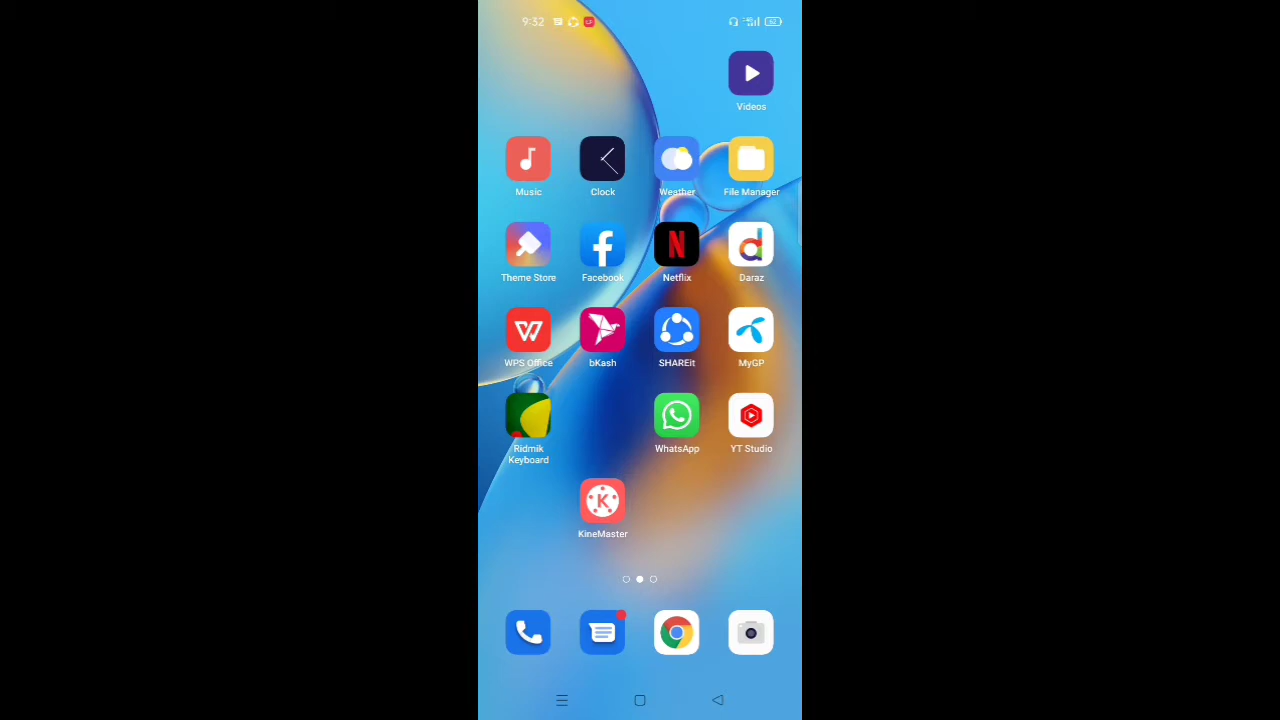 9:32
Videos
Music Clock Weather File Manager
Theme Store Facebook Netflix Daraz
WPS Office bKash SHAREit MyGP
Ridmik WhatsApp YT Studio
Keyboard
KineMaster